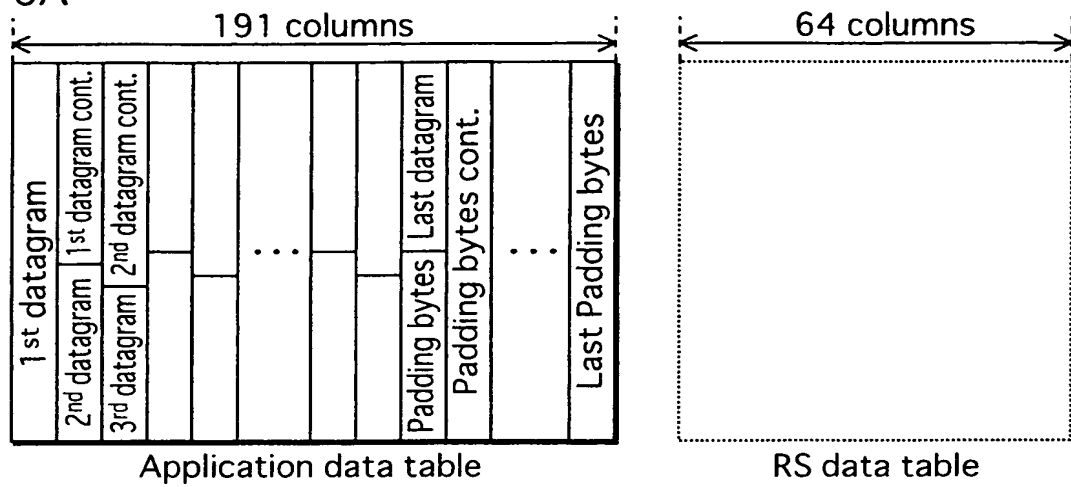 191 columns
64 columns
1st datagram
1st datagram cont.
2nd datagram
2nd datagram cont.
3rd datagram
...
Last datagram
Padding bytes
Padding bytes cont.
...
Last Padding bytes
Application data table
RS data table